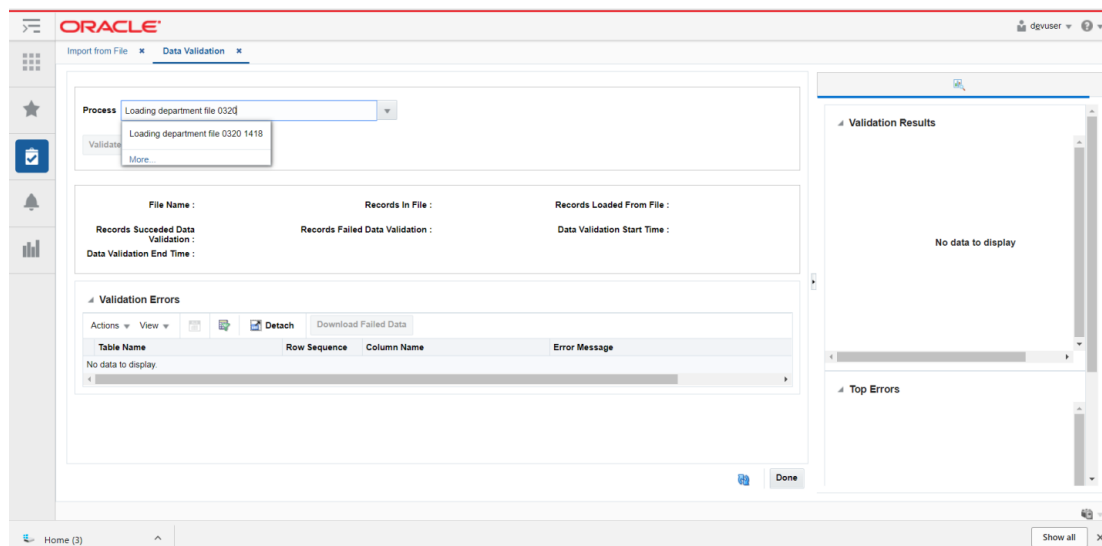 ORACLE
devuser
Import from File
Data Validation
Process Loading department file 0320
Loading department file 0320 1418
Validate
More...
File Name :
Records In File :
Records Loaded From File :
Records Succeded Data Validation :
Records Failed Data Validation :
Data Validation Start Time :
Data Validation End Time :
Validation Errors
Actions View Detach Download Failed Data
Table Name Row Sequence Column Name Error Message
No data to display.
Done
Validation Results
No data to display
Top Errors
Home (3)
Show all